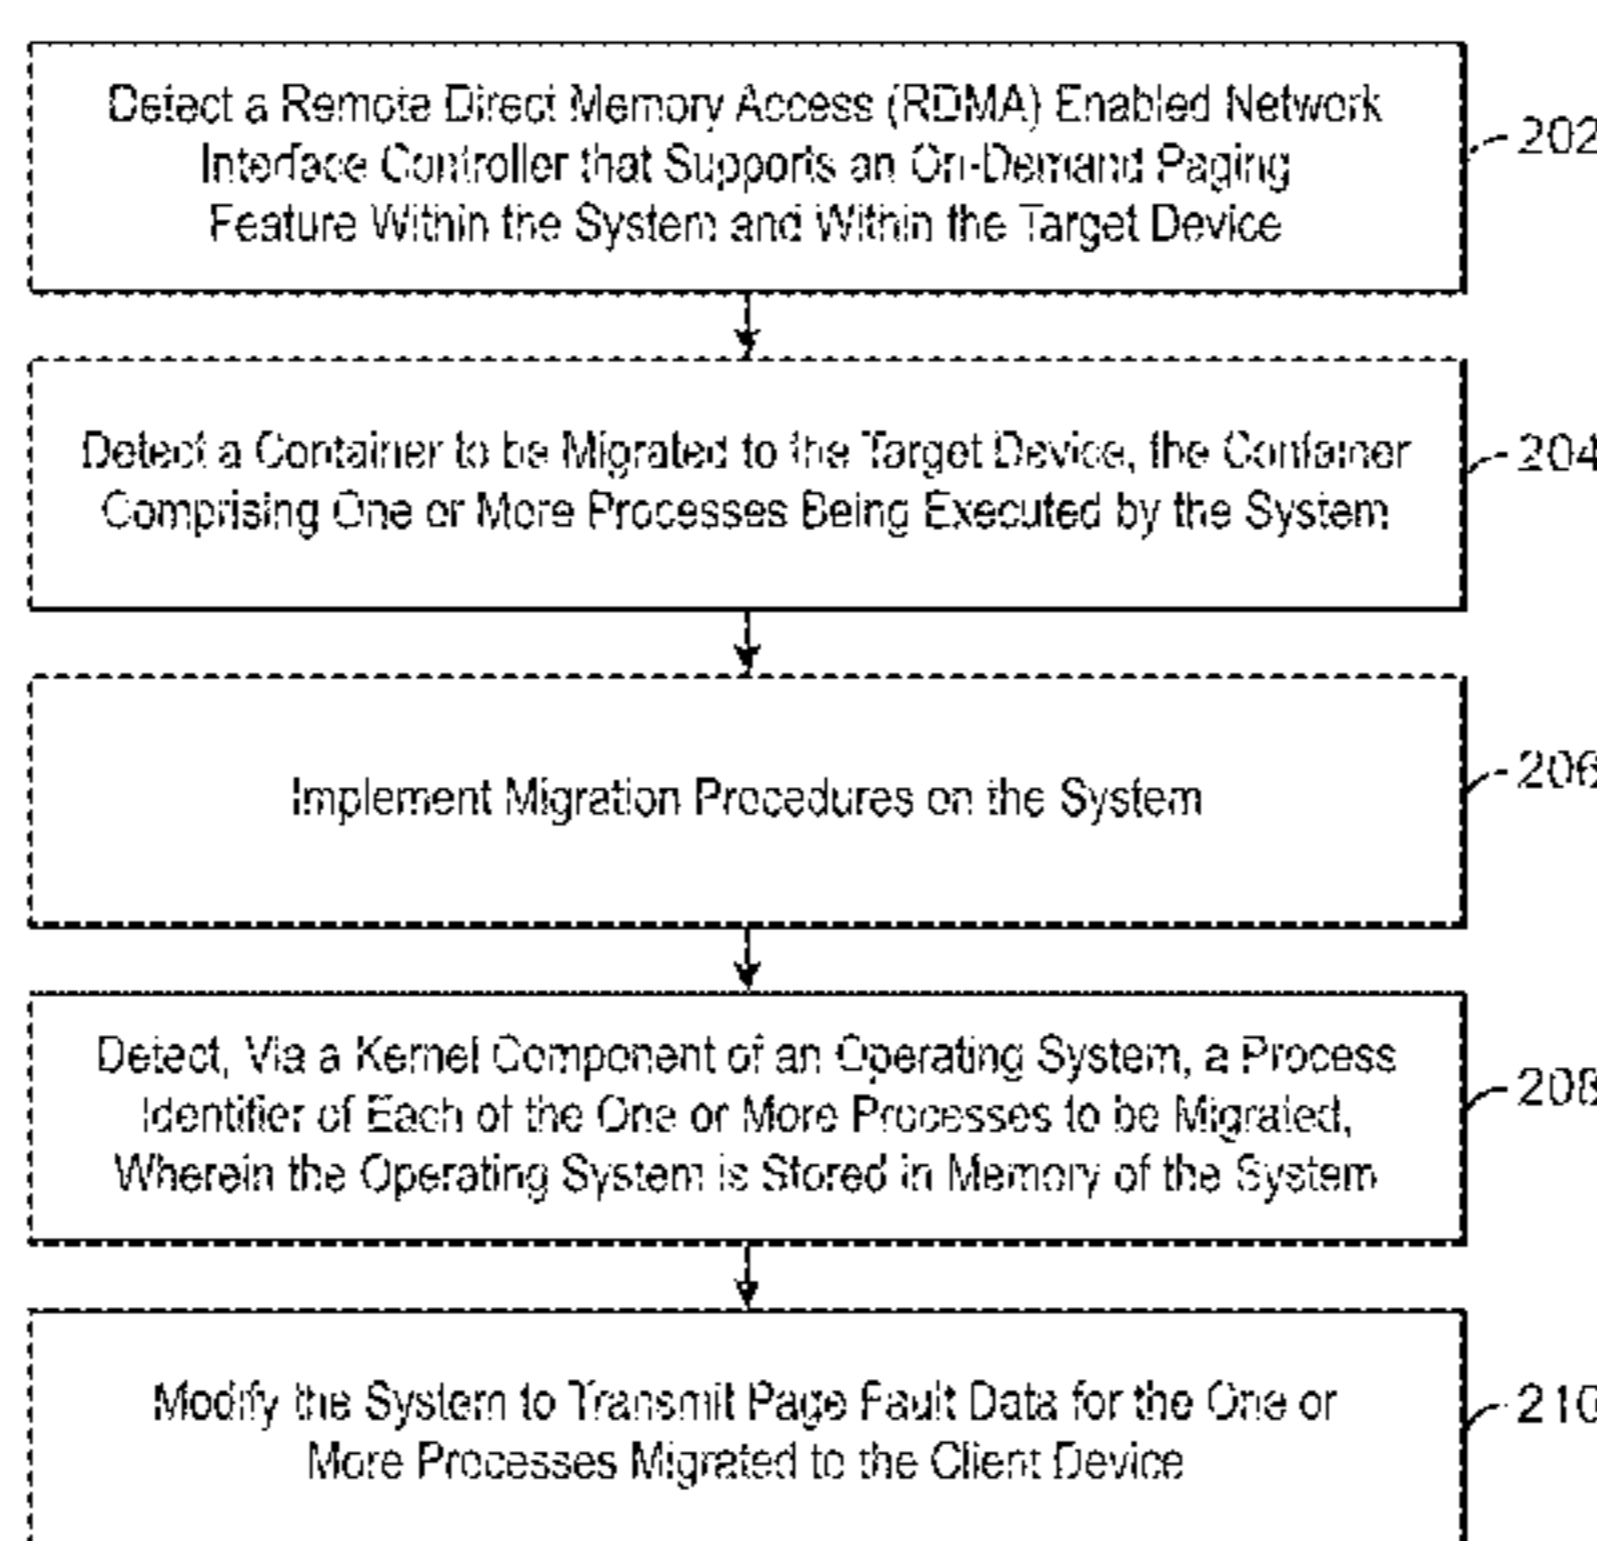 Detect a Remote Direct Memory Access (RDMA) Enabled Network
Interface Controller that Supports an On-Demand Paging
Feature Within the System and Within the Target Device
202
Detect a Container to be Migrated to the Target Device, the Container
Comprising One or More Processes Being Executed by the System
204
Implement Migration Procedures on the System
206
Detect, Via a Kernel Component of an Operating System, a Process
Identifier of Each of the One or More Processes to be Migrated,
Wherein the Operating System is Stored in Memory of the System
208
Modify the System to Transmit Page Fault Data for the One or
More Processes Migrated to the Client Device
210